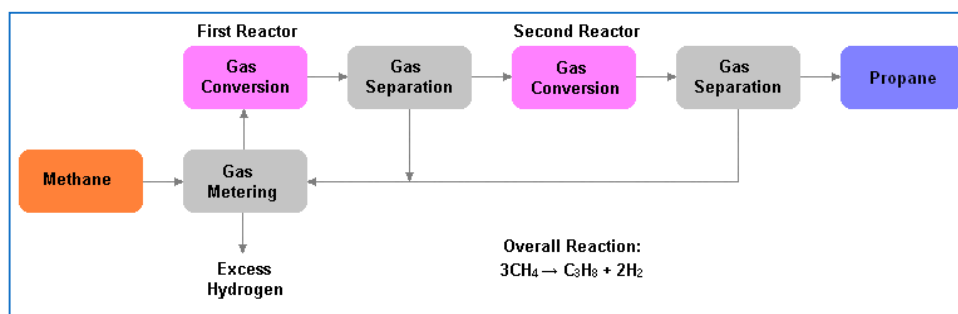 First Reactor
Second Reactor
Gas
Conversion
Gas
Separation
Gas
Conversion
Gas
Separation
Propane
Methane
Gas
Metering
Excess
Hydrogen
Overall Reaction:
3CH₄ → C₃H₈ + 2H₂